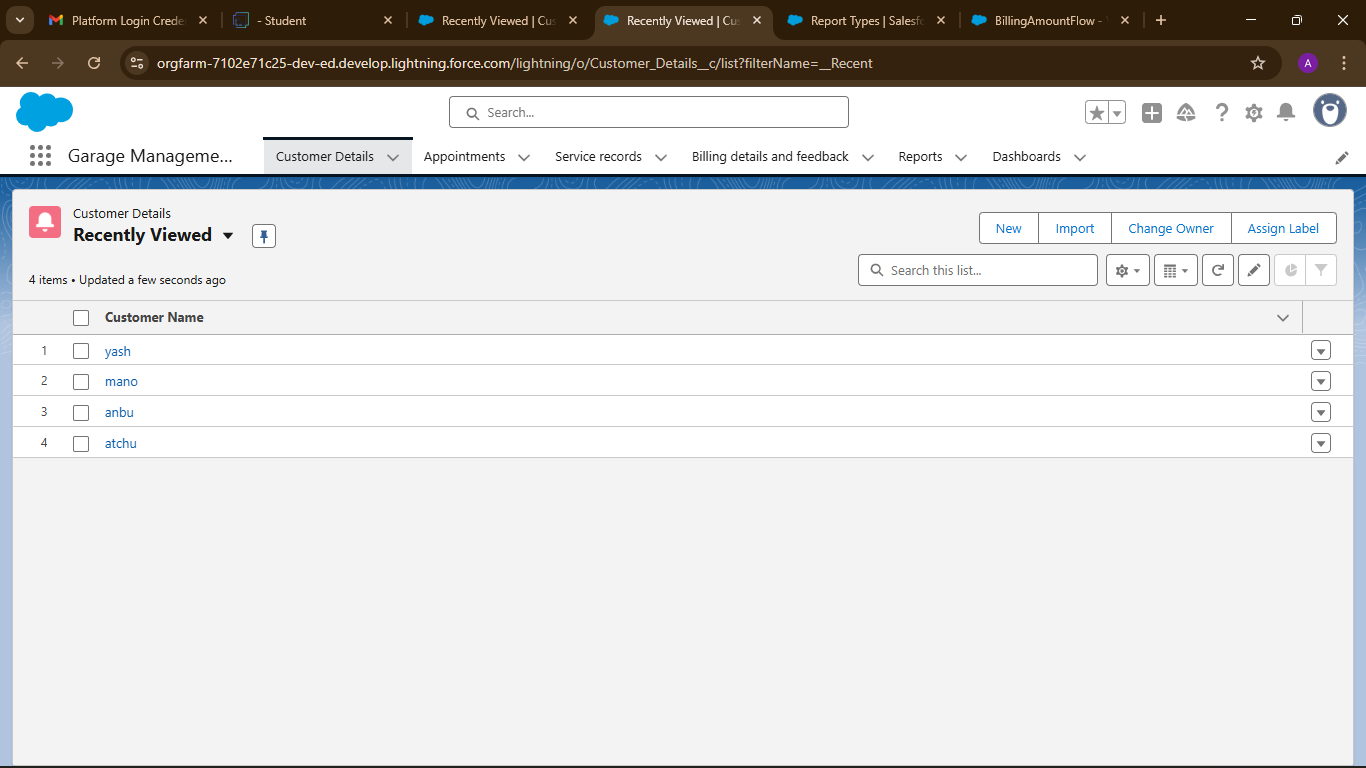 Platform Login Crede
- Student
Recently Viewed | Cus
Recently Viewed | Cus
Report Types | Salesfo
BillingAmountFlow -
orgfarm-7102e71c25-dev-ed.develop.lightning.force.com/lightning/o/Customer_Details__c/list?filterName=__Recent
A
Search...
Garage Manageme...
Customer Details
Appointments
Service records
Billing details and feedback
Reports
Dashboards
Customer Details
Recently Viewed
New
Import
Change Owner
Assign Label
4 items • Updated a few seconds ago
Search this list...
Customer Name
1 yash
2 mano
3 anbu
4 atchu